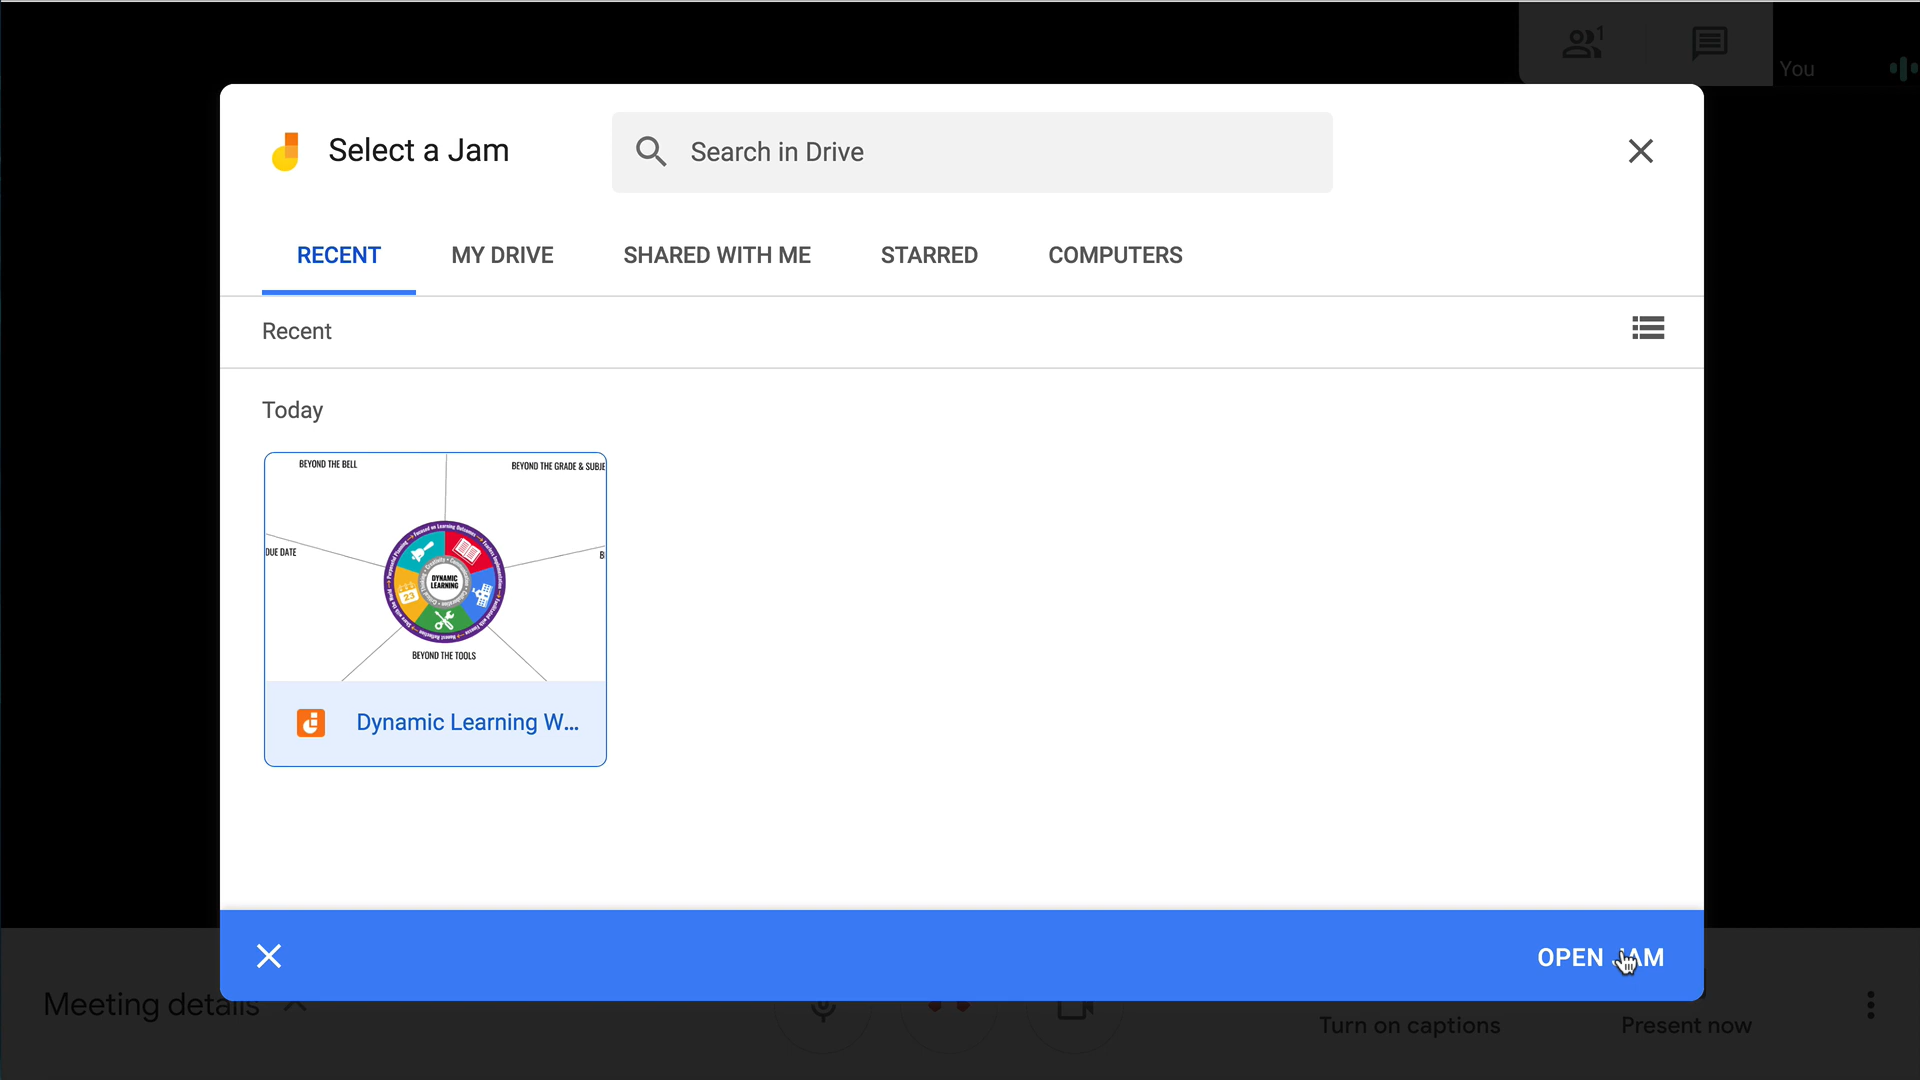 1
You
Select a Jam
Search in Drive
RECENT
MY DRIVE
SHARED WITH ME
STARRED
COMPUTERS
Recent
Today
BEYOND THE BELL
BEYOND THE GRADE & SUBJE
DUE DATE
B
23
DYNAMIC
LEARNING
BEYOND THE TOOLS
Dynamic Learning W...
OPEN JAM
Meeting details
Turn on captions
Present now